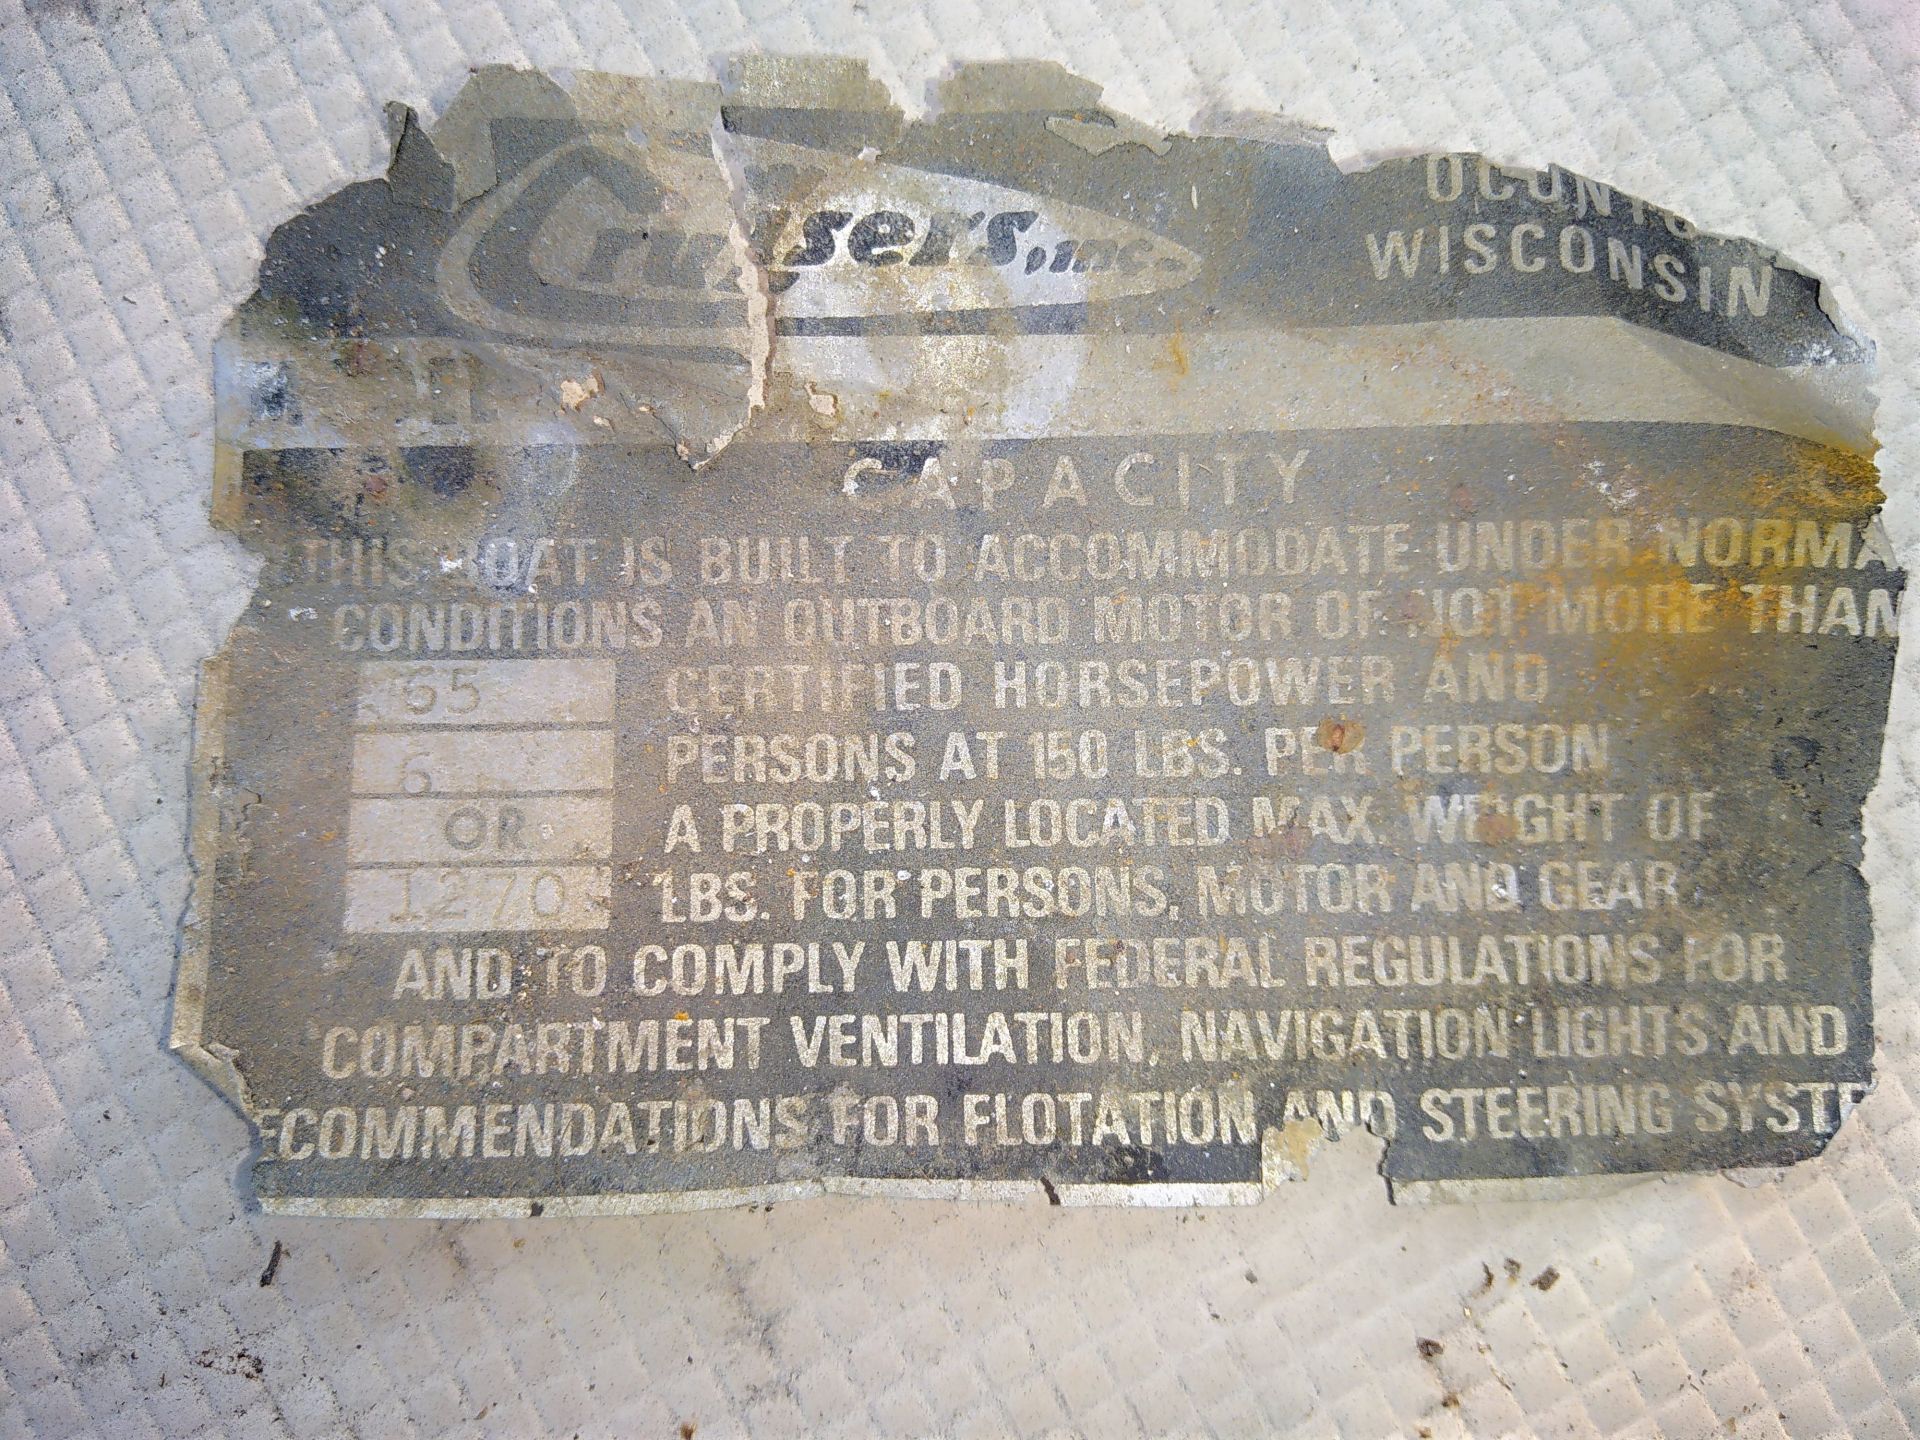 Cruisers, inc.
OCONTO
WISCONSIN
CAPACITY
THIS BOAT IS BUILT TO ACCOMMODATE UNDER NORMA
CONDITIONS AN OUTBOARD MOTOR OF NOT MORE THAN
65 CERTIFIED HORSEPOWER AND
6 PERSONS AT 150 LBS. PER PERSON
OR A PROPERLY LOCATED MAX. WEIGHT OF
1270 LBS. FOR PERSONS, MOTOR AND GEAR
AND TO COMPLY WITH FEDERAL REGULATIONS FOR
COMPARTMENT VENTILATION, NAVIGATION LIGHTS AND
ECOMMENDATIONS FOR FLOTATION AND STEERING SYSTE